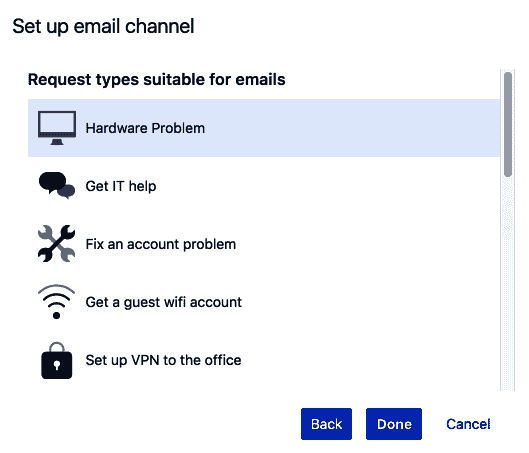 Set up email channel
Request types suitable for emails
Hardware Problem
Get IT help
Fix an account problem
Get a guest wifi account
Set up VPN to the office
Back Done Cancel